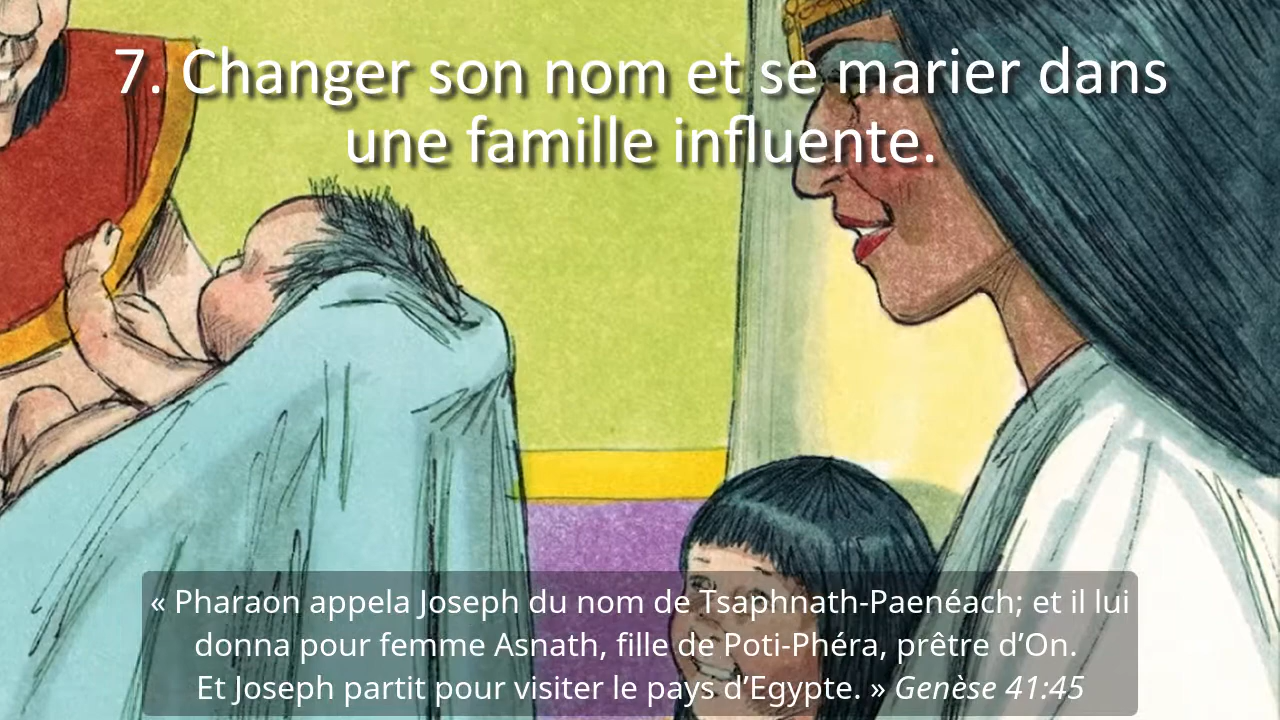 7. Changer son nom et se marier dans
une famille influente.
« Pharaon appela Joseph du nom de Tsaphnath-Paenéach; et il lui
donna pour femme Asnath, fille de Poti-Phéra, prêtre d’On.
Et Joseph partit pour visiter le pays d’Egypte. » Genèse 41:45